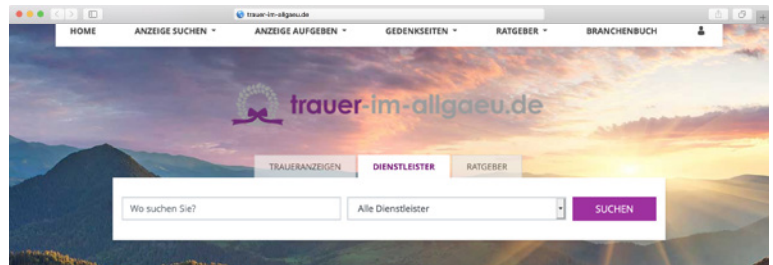 trauer-im-allgaeu.de
HOME ANZEIGE SUCHEN ANZEIGE AUFGEBEN GEDENKSEITEN RATGEBER BRANCHENBUCH
trauer-im-allgaeu.de
TRAUERANZEIGEN DIENSTLEISTER RATGEBER
Wo suchen Sie? Alle Dienstleister SUCHEN